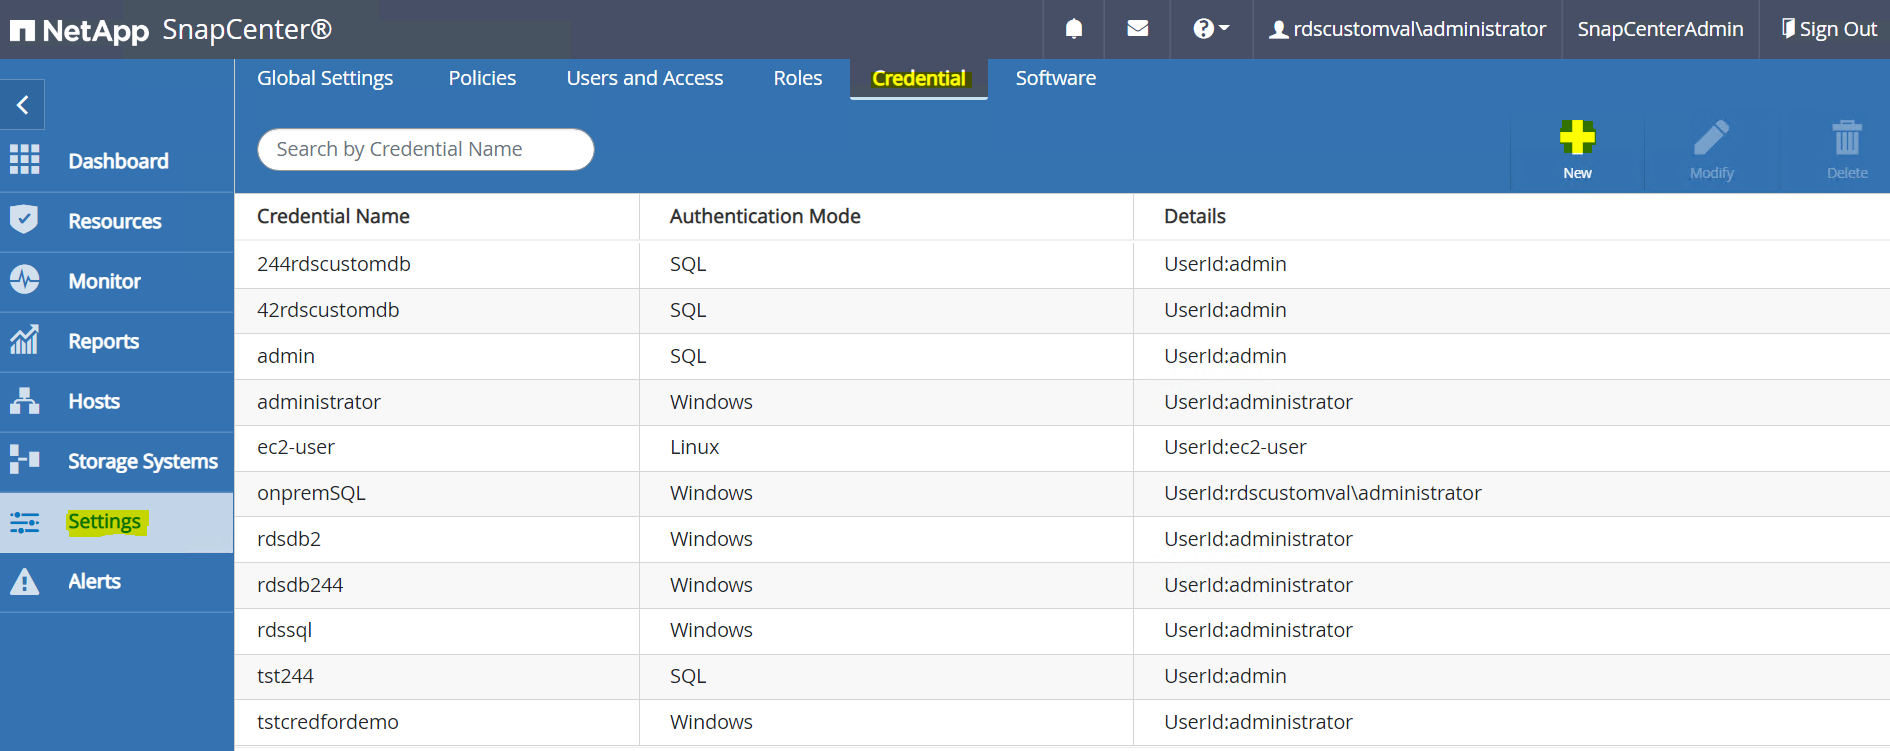 NetApp SnapCenter® rdscustomval\administrator SnapCenterAdmin Sign Out
Global Settings Policies Users and Access Roles Credential Software
Search by Credential Name
New Modify Delete
Dashboard
Resources
Monitor
Reports
Hosts
Storage Systems
Settings
Alerts
Credential Name Authentication Mode Details
244rdscustomdb SQL UserId:admin
42rdscustomdb SQL UserId:admin
admin SQL UserId:admin
administrator Windows UserId:administrator
ec2-user Linux UserId:ec2-user
onpremSQL Windows UserId:rdscustomval\administrator
rdsdb2 Windows UserId:administrator
rdsdb244 Windows UserId:administrator
rdssql Windows UserId:administrator
tst244 SQL UserId:admin
tstcredfordemo Windows UserId:administrator